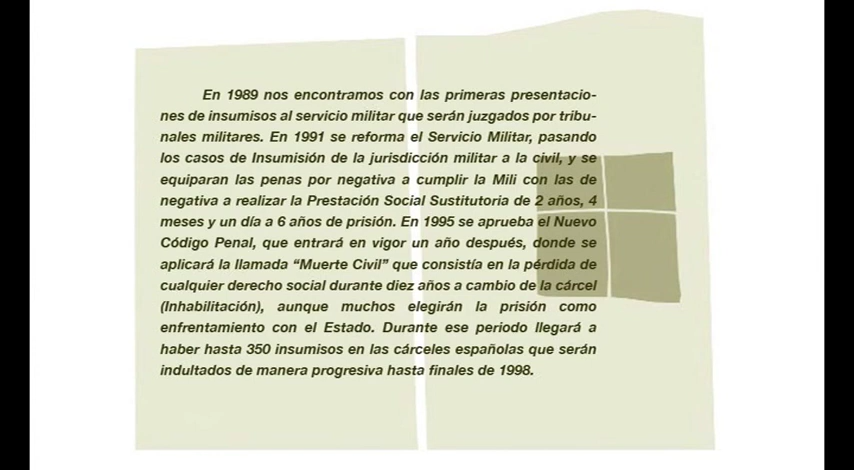 En 1989 nos encontramos con las primeras presentacio-
nes de insumisos al servicio militar que serán juzgados por tribu-
nales militares. En 1991 se reforma el Servicio Militar, pasando
los casos de Insumisión de la jurisdicción militar a la civil, y se
equiparan las penas por negativa a cumplir la Mili con las de
negativa a realizar la Prestación Social Sustitutoria de 2 años, 4
meses y un día a 6 años de prisión. En 1995 se aprueba el Nuevo
Código Penal, que entrará en vigor un año después, donde se
aplicará la llamada “Muerte Civil” que consistía en la pérdida de
cualquier derecho social durante diez años a cambio de la cárcel
(Inhabilitación), aunque muchos elegirán la prisión como
enfrentamiento con el Estado. Durante ese periodo llegará a
haber hasta 350 insumisos en las cárceles españolas que serán
indultados de manera progresiva hasta finales de 1998.